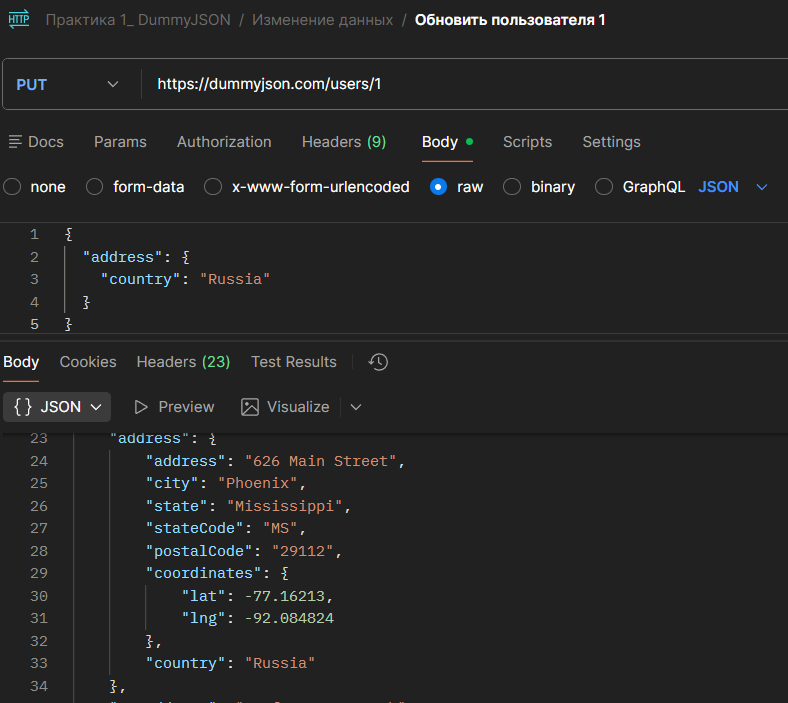 HTTP Практика 1_ DummyJSON / Изменение данных / Обновить пользователя 1
PUT https://dummyjson.com/users/1
Docs Params Authorization Headers (9) Body Scripts Settings
none form-data x-www-form-urlencoded raw binary GraphQL JSON
1 {
2 "address": {
3 "country": "Russia"
4 }
5 }
Body Cookies Headers (23) Test Results
{} JSON Preview Visualize
23 "address": {
24 "address": "626 Main Street",
25 "city": "Phoenix",
26 "state": "Mississippi",
27 "stateCode": "MS",
28 "postalCode": "29112",
29 "coordinates": {
30 "lat": -77.16213,
31 "lng": -92.084824
32 },
33 "country": "Russia"
34 },